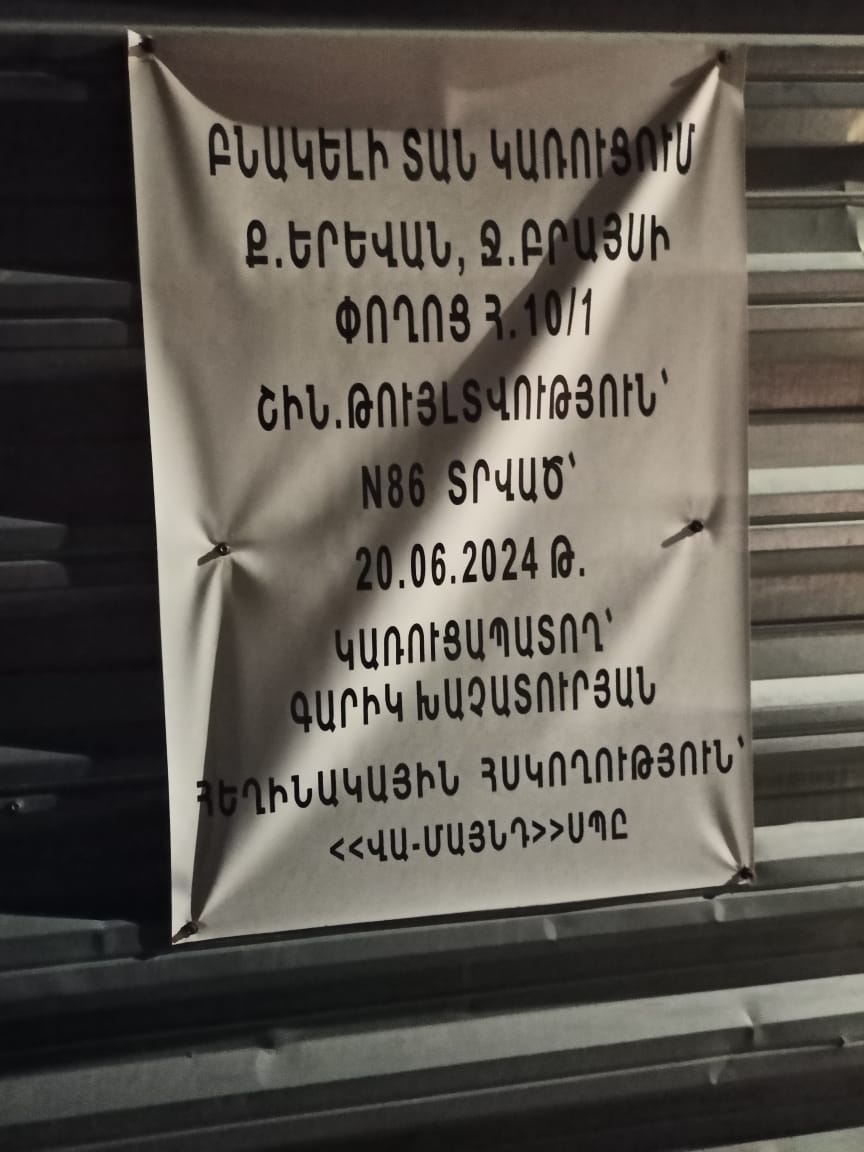 ԲՆԱԿԵԼԻ ՏԱՆ ԿԱՌՈՒՑՈՒՄ
Ք.ԵՐԵՎԱՆ, Ջ.ԲՐԱՅՍԻ
ՓՈՂՈՑ Հ.10/1
ՇԻՆ.ԹՈՒՅԼՏՎՈՒԹՅՈՒՆ՝
N86 ՏՐՎԱԾ՝
20.06.2024 Թ.
ԿԱՌՈՒՑԱՊԱՏՈՂ՝
ԳԱՐԻԿ ԽԱՉԱՏՈՒՐՅԱՆ
ՀԵՂԻՆԱԿԱՅԻՆ ՀՍԿՈՂՈՒԹՅՈՒՆ՝
<<ՎԱ-ՄԱՅՆԴ>>ՍՊԸ